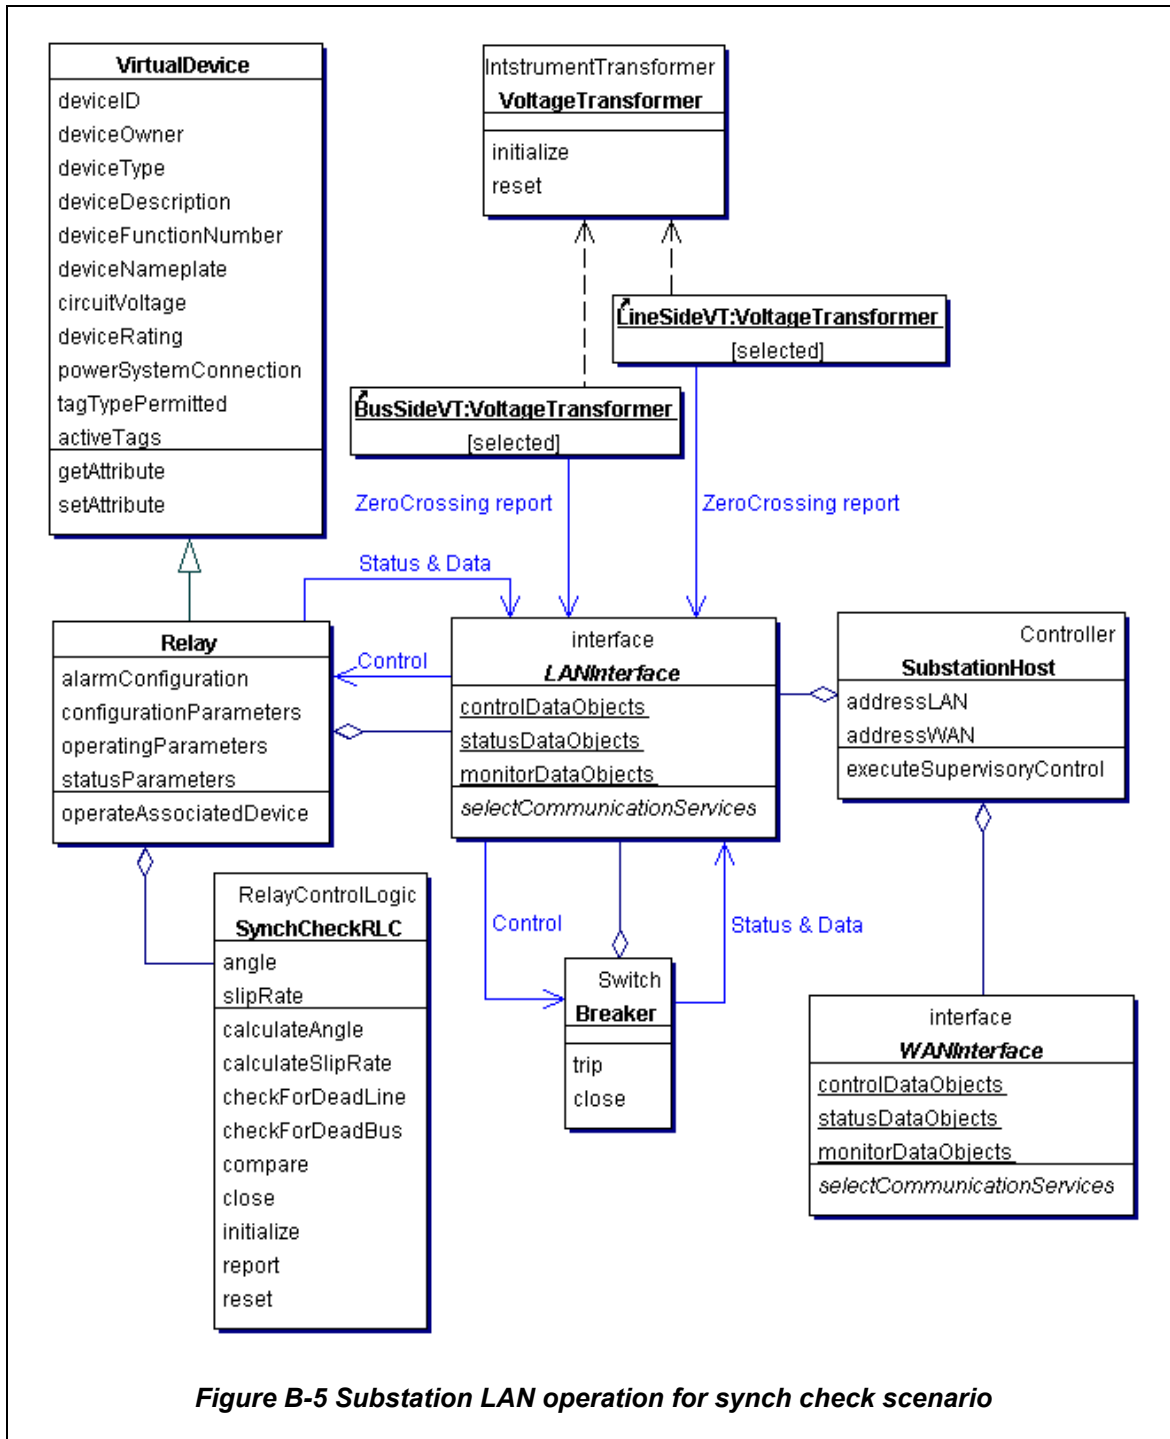 VirtualDevice
deviceID
deviceOwner
deviceType
deviceDescription
deviceFunctionNumber
deviceNameplate
circuitVoltage
deviceRating
powerSystemConnection
tagTypePermitted
activeTags
getAttribute
setAttribute
IntstrumentTransformer
VoltageTransformer
initialize
reset
LineSideVT:VoltageTransformer
[selected]
BusSideVT:VoltageTransformer
[selected]
ZeroCrossing report
ZeroCrossing report
Status & Data
Control
Relay
alarmConfiguration
configurationParameters
operatingParameters
statusParameters
operateAssociatedDevice
interface
LANInterface
controlDataObjects
statusDataObjects
monitorDataObjects
selectCommunicationServices
Controller
SubstationHost
addressLAN
addressWAN
executeSupervisoryControl
RelayControlLogic
SynchCheckRLC
angle
slipRate
calculateAngle
calculateSlipRate
checkForDeadLine
checkForDeadBus
compare
close
initialize
report
reset
Control
Status & Data
Switch
Breaker
trip
close
interface
WANInterface
controlDataObjects
statusDataObjects
monitorDataObjects
selectCommunicationServices
Figure B-5 Substation LAN operation for synch check scenario